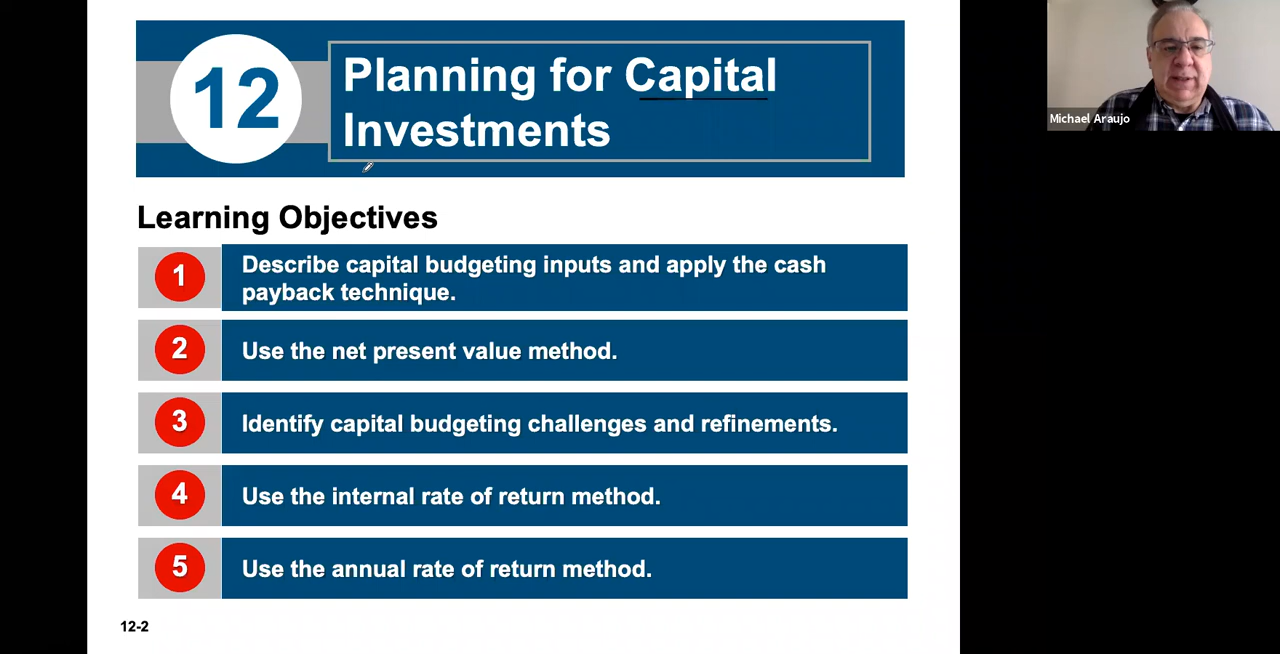 12
Planning for Capital
Investments
Michael Araujo
Learning Objectives
1
Describe capital budgeting inputs and apply the cash
payback technique.
2
Use the net present value method.
3
Identify capital budgeting challenges and refinements.
4
Use the internal rate of return method.
5
Use the annual rate of return method.
12-2